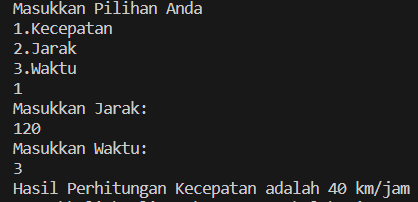 Masukkan Pilihan Anda
1.Kecepatan
2.Jarak
3.Waktu
1
Masukkan Jarak:
120
Masukkan Waktu:
3
Hasil Perhitungan Kecepatan adalah 40 km/jam